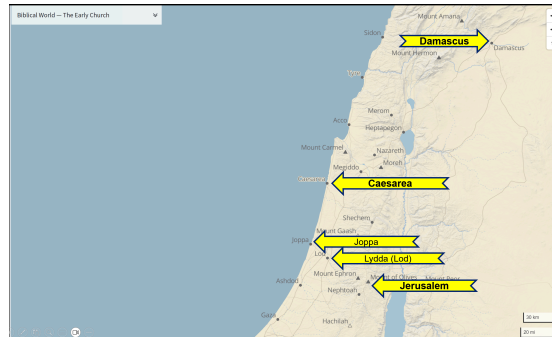 Biblical World — The Early Church
Mount Amana
Sidon
Damascus
Damascus
Mount Hermon
Tyre
Merom
Acco
Heptapegon
Mount Carmel
Nazareth
Megiddo
Moreh
Caesarea
Caesarea
Shechem
Mount Gaash
Joppa
Joppa
Lod
Lydda (Lod)
Mount Ephron
Mount of Olives
Ashdod
Jerusalem
Nephtoah
Gaza
Hachilah
30 km
20 mi